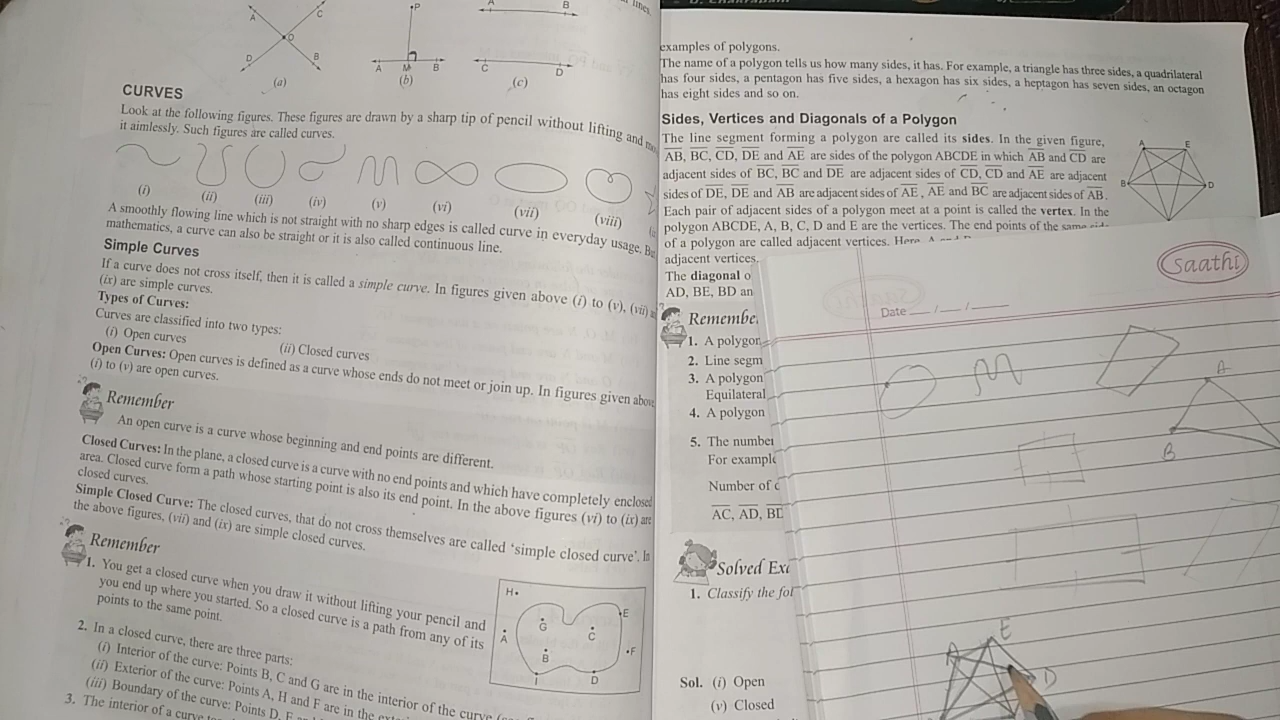 A
C
O
D
B
(a)
P
A
M
B
(b)
A
B
C
D
(c)
lines.
CURVES
Look at the following figures. These figures are drawn by a sharp tip of pencil without lifting and
it aimlessly. Such figures are called curves.
(i)
(ii)
(iii)
(iv)
(v)
(vi)
(vii)
(viii)
A smoothly flowing line which is not straight with no sharp edges is called curve in everyday usage.
mathematics, a curve can also be straight or it is also called continuous line.
Simple Curves
If a curve does not cross itself, then it is called a simple curve. In figures given above (i) to (v), (vii)
(ix) are simple curves.
Types of Curves:
Curves are classified into two types:
(i) Open curves (ii) Closed curves
Open Curves: Open curves is defined as a curve whose ends do not meet or join up. In figures given above
(i) to (v) are open curves.
Remember
An open curve is a curve whose beginning and end points are different.
Closed Curves: In the plane, a closed curve is a curve with no end points and which have completely enclosed
area. Closed curve form a path whose starting point is also its end point. In the above figures (vi) to (ix) are
closed curves.
Simple Closed Curve: The closed curves, that do not cross themselves are called ‘simple closed curve’. In
the above figures, (vii) and (ix) are simple closed curves.
Remember
1. You get a closed curve when you draw it without lifting your pencil and
you end up where you started. So a closed curve is a path from any of its
points to the same point.
2. In a closed curve, there are three parts:
(i) Interior of the curve: Points B, C and G are in the interior of the curve
(ii) Exterior of the curve: Points A, H and F are in the
(iii) Boundary of the curve: Points D,
3. The interior of a curve
H
E
G
C
A
B
F
I
D
examples of polygons.
The name of a polygon tells us how many sides, it has. For example, a triangle has three sides, a quadrilateral
has four sides, a pentagon has five sides, a hexagon has six sides, a heptagon has seven sides, an octagon
has eight sides and so on.
Sides, Vertices and Diagonals of a Polygon
The line segment forming a polygon are called its sides. In the given figure,
AB, BC, CD, DE and AE are sides of the polygon ABCDE in which AB and CD are
adjacent sides of BC, BC and DE are adjacent sides of CD, CD and AE are adjacent
sides of DE, DE and AB are adjacent sides of AE, AE and BC are adjacent sides of AB.
Each pair of adjacent sides of a polygon meet at a point is called the vertex. In the
polygon ABCDE, A, B, C, D and E are the vertices. The end points of the same
of a polygon are called adjacent vertices.
adjacent vertices.
The diagonal
AD, BE, BD
A
E
B
D
1. A polygon
2. Line
3. A polygon
Equilateral
4. A polygon
5. The
For example
Number of
AC, AD,
Solved
1. Classify the
Sol. (i) Open
(v) Closed
Saathi
Date __ / __ / __
A
B
A
E
D